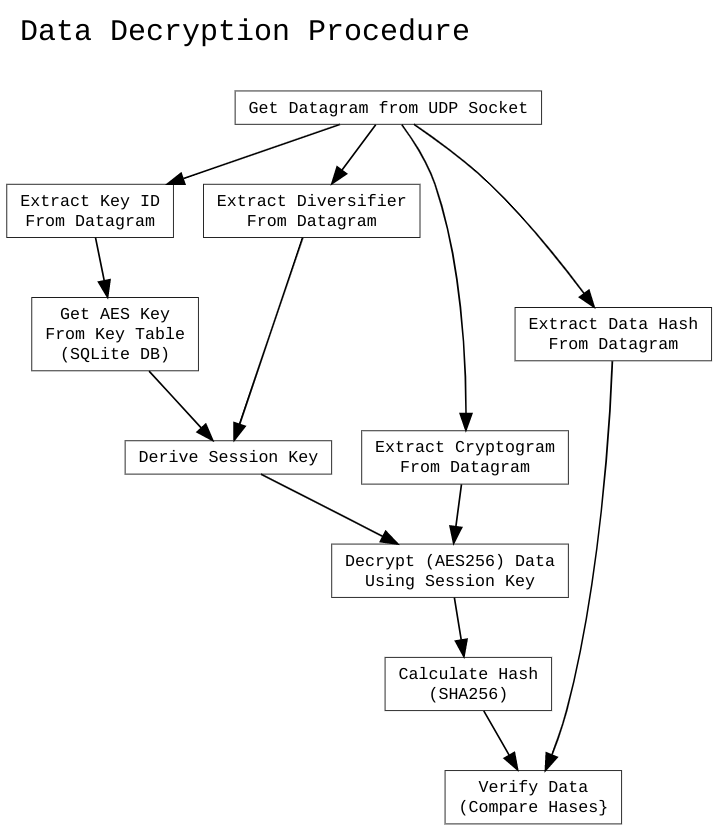 Data Decryption Procedure
Get Datagram from UDP Socket
Extract Key ID
From Datagram
Extract Diversifier
From Datagram
Get AES Key
From Key Table
(SQLite DB)
Extract Data Hash
From Datagram
Derive Session Key
Extract Cryptogram
From Datagram
Decrypt (AES256) Data
Using Session Key
Calculate Hash
(SHA256)
Verify Data
(Compare Hases}